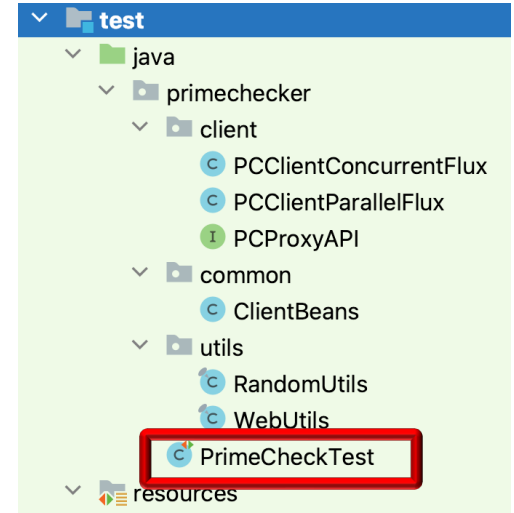 test
java
primechecker
client
C PCClientConcurrentFlux
C PCClientParallelFlux
I PCProxyAPI
common
C ClientBeans
utils
C RandomUtils
C WebUtils
C PrimeCheckTest
resources